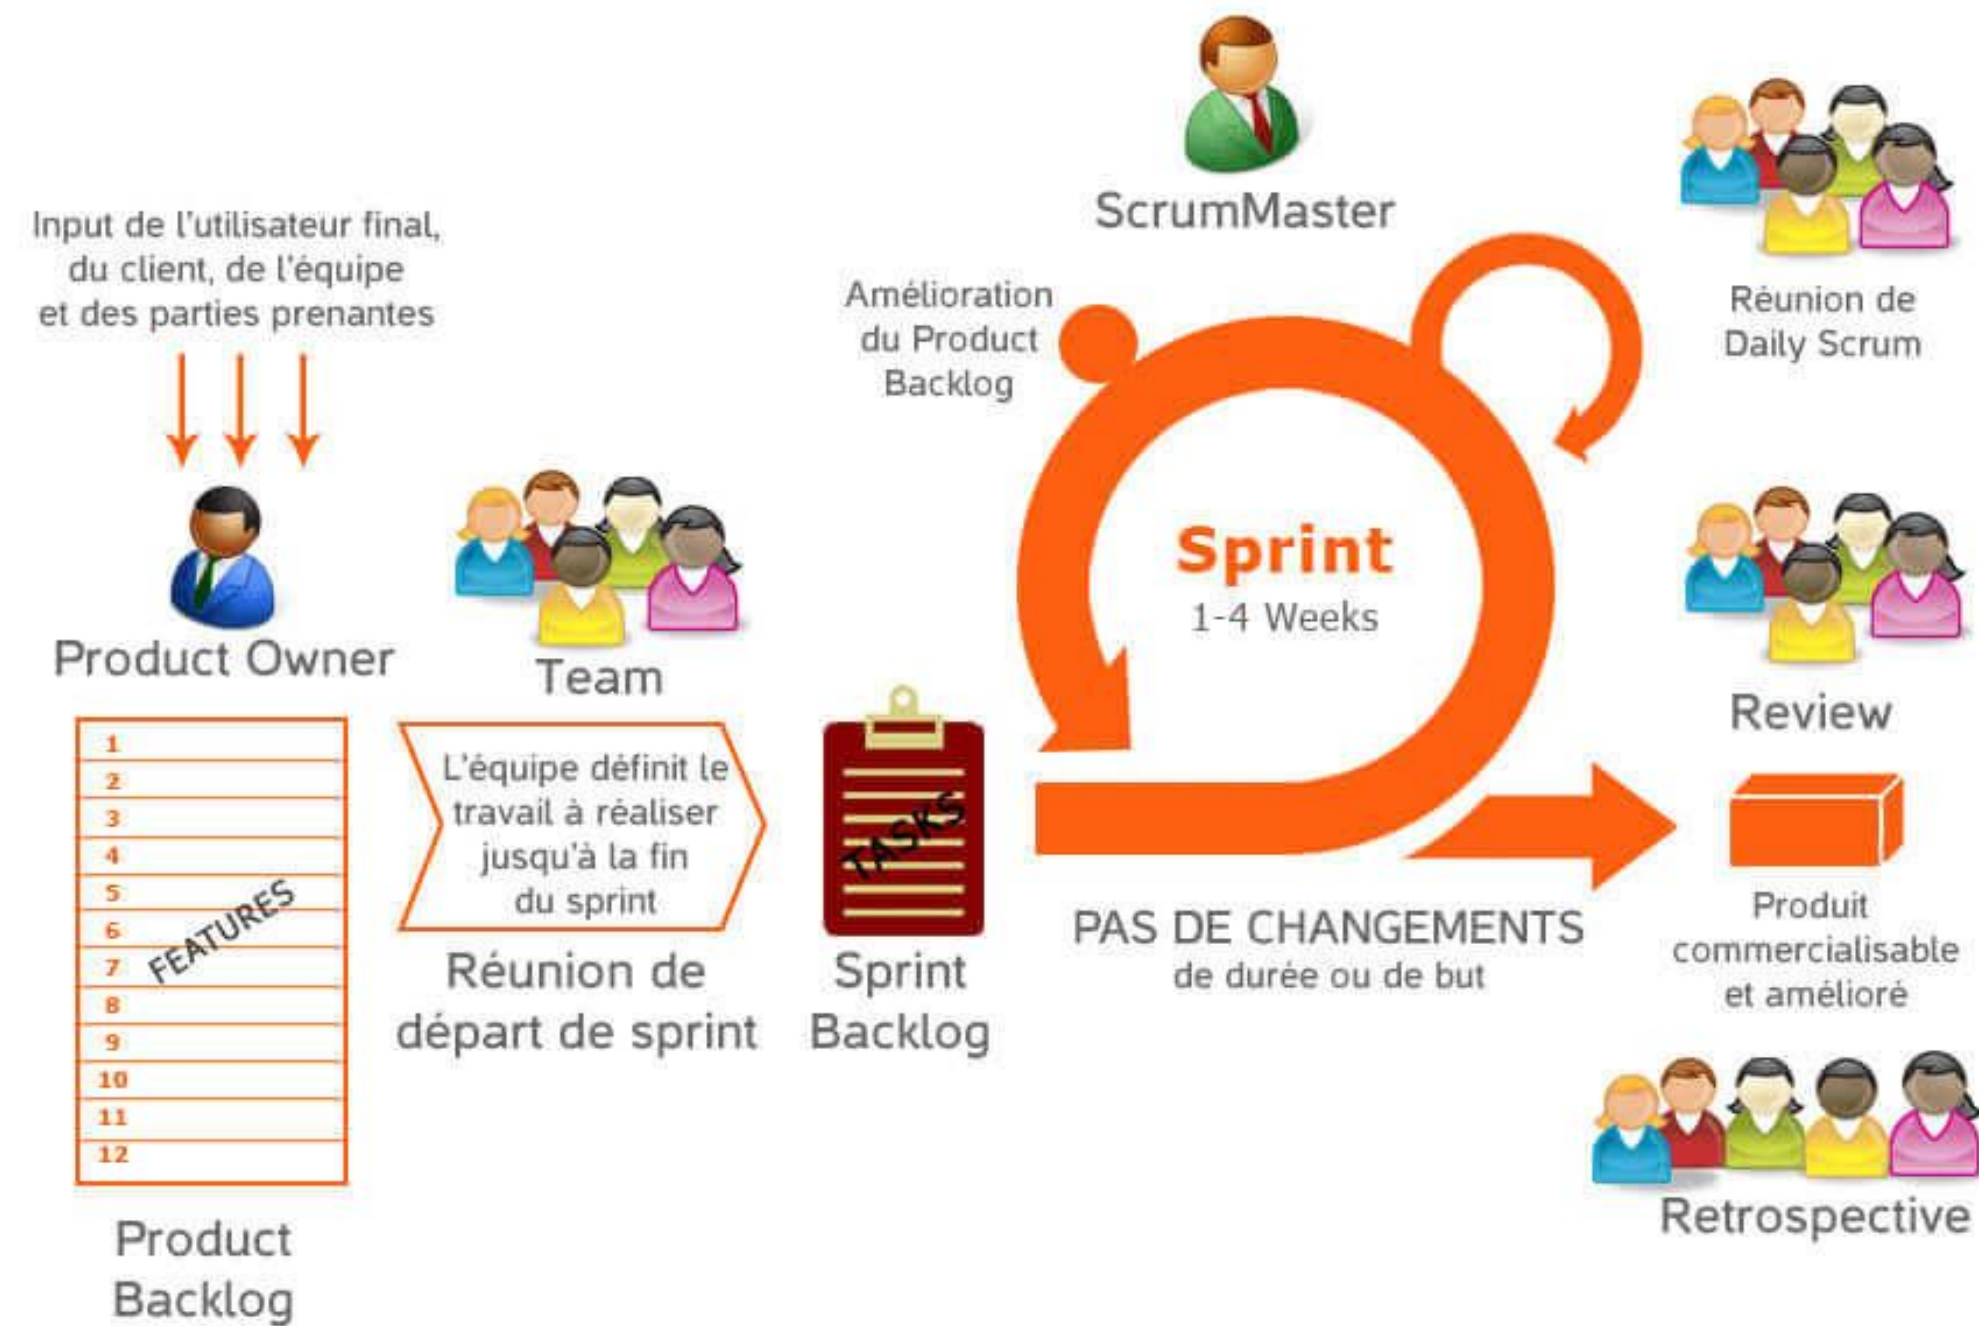 Input de l'utilisateur final,
du client, de l'équipe
et des parties prenantes
Product Owner
1
2
3
4
5
6
7
8
9
10
11
12
FEATURES
Product
Backlog
Team
L'équipe définit le
travail à réaliser
jusqu'à la fin
du sprint
Réunion de
départ de sprint
TASKS
Sprint
Backlog
ScrumMaster
Amélioration
du Product
Backlog
Sprint
1-4 Weeks
PAS DE CHANGEMENTS
de durée ou de but
Réunion de
Daily Scrum
Review
Produit
commercialisable
et amélioré
Retrospective